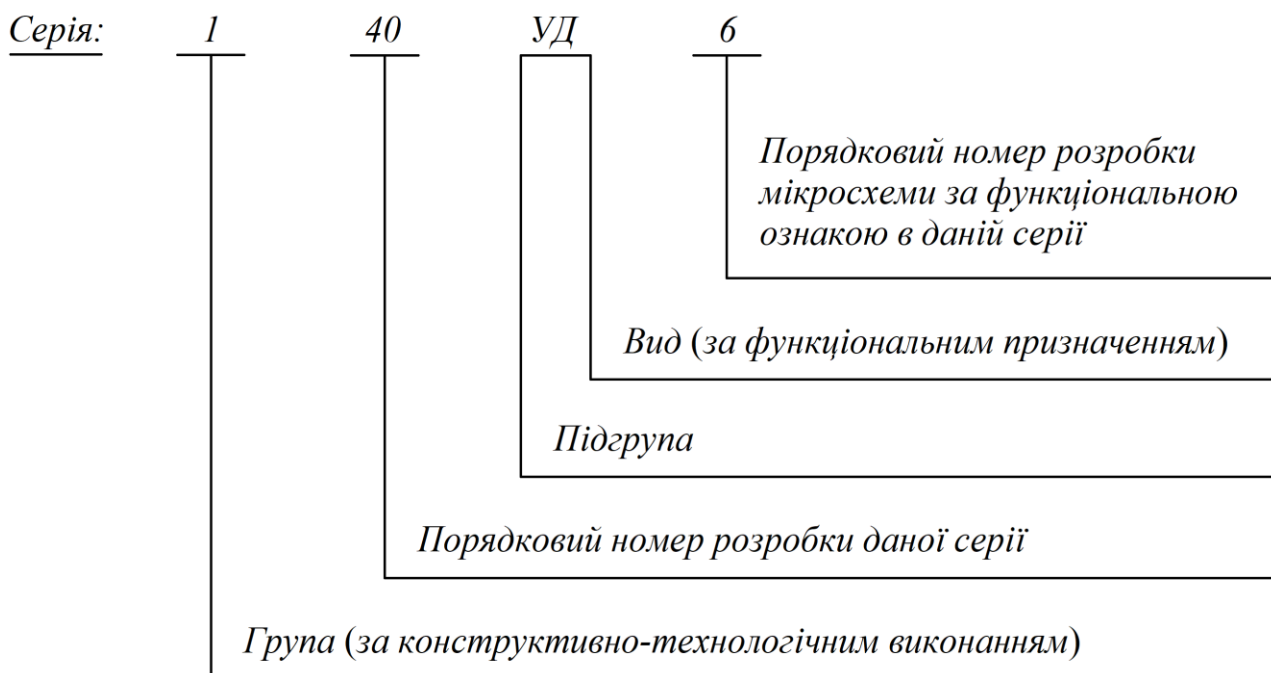 Серія: 1 40 УД 6
Порядковий номер розробки
мікросхеми за функціональною
ознакою в даній серії
Вид (за функціональним призначенням)
Підгрупа
Порядковий номер розробки даної серії
Група (за конструктивно-технологічним виконанням)